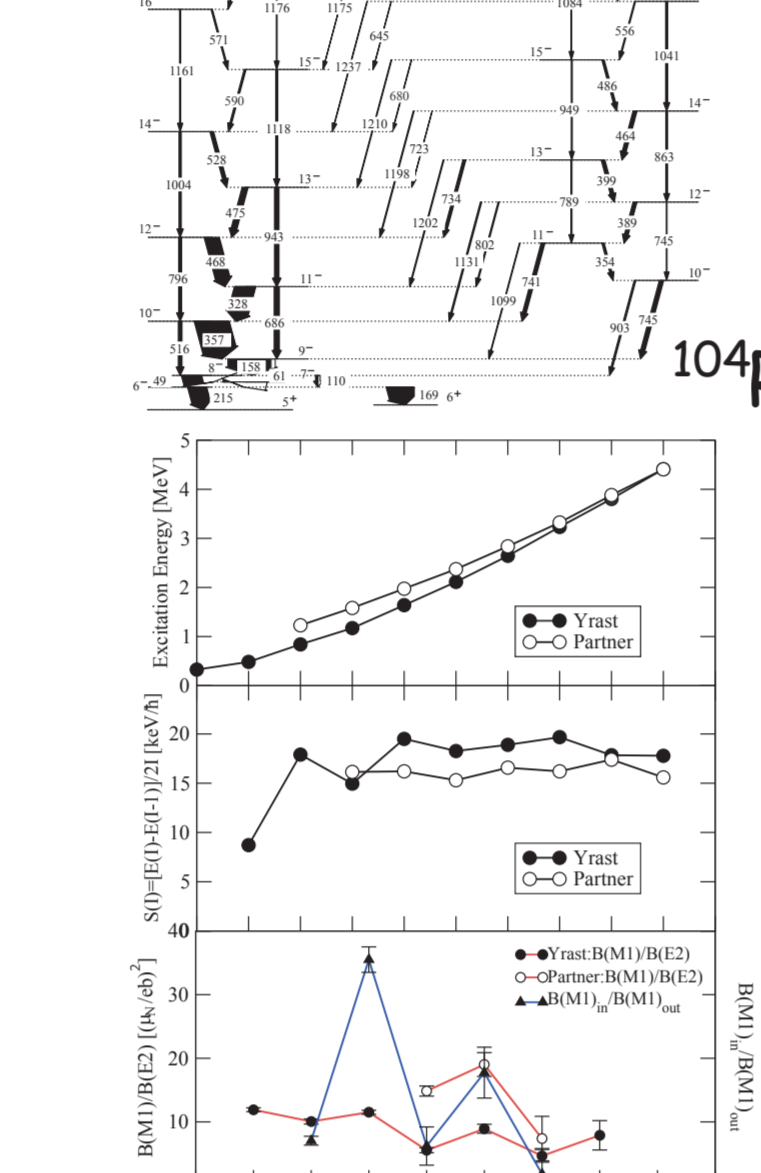 16⁻ 1176 1175 1084
571 645 556
1161 15⁻ 1237 15⁻ 1041
590 680 486
14⁻ 1118 1210 949 14⁻
528 723 464
1004 13⁻ 1198 13⁻ 863
475 734 399
12⁻ 943 1202 789 12⁻
468 802 389
796 11⁻ 1131 11⁻ 745
328 741 354
10⁻ 686 1099 10⁻
516 357 903 745
9⁻
8⁻ 158
6⁻ 49 61 7⁻ 110
215 5⁺ 169 6⁺
104
Excitation Energy [MeV]
5
4
3
2
1
0
Yrast
Partner
S(I)=[E(I)-E(I-1)]/2I [keV/ħ]
20
15
10
5
Yrast
Partner
B(M1)/B(E2) [(μN/eb)²]
40
30
20
10
Yrast:B(M1)/B(E2)
Partner:B(M1)/B(E2)
B(M1)in/B(M1)out
B(M1)in/B(M1)out